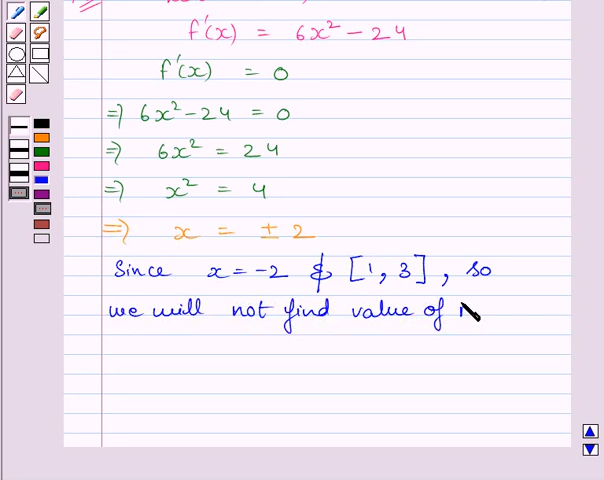 f'(x) = 6x² - 24
f'(x) = 0
⇒ 6x² - 24 = 0
⇒ 6x² = 24
⇒ x² = 4
⇒ x = ± 2
Since x = -2 ∉ [1, 3], so
we will not find value of